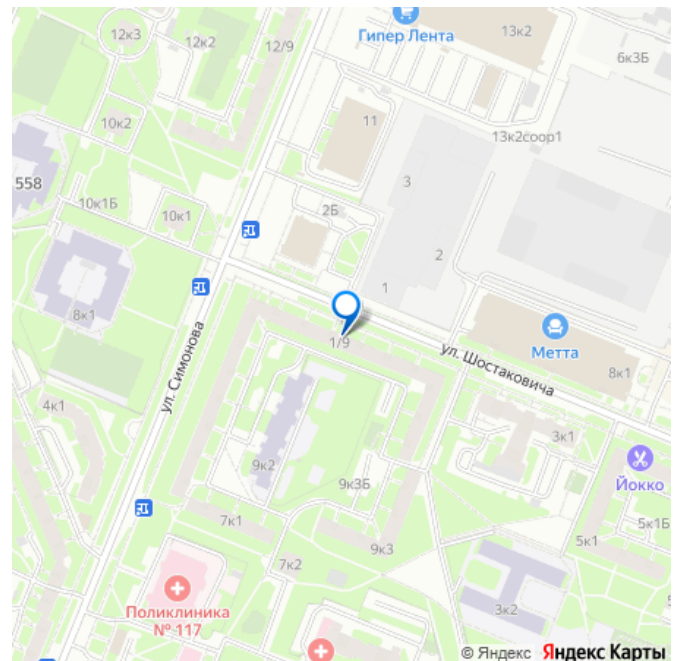 Гипер Лента
13к2
12к3
12к2
12/9
6к3Б
11
10к2
13к2соор1
558
3
10к1Б
10к1
2Б
2
1
8к1
ул. Симонова
1/9
ул. Шостаковича
Метта
8к1
4к1
3к1
Йокко
9к2
9к3Б
5к1Б
7к1
5к1
9к3
7к2
Поликлиника
№ 117
3к2
© Яндекс Яндекс Карты